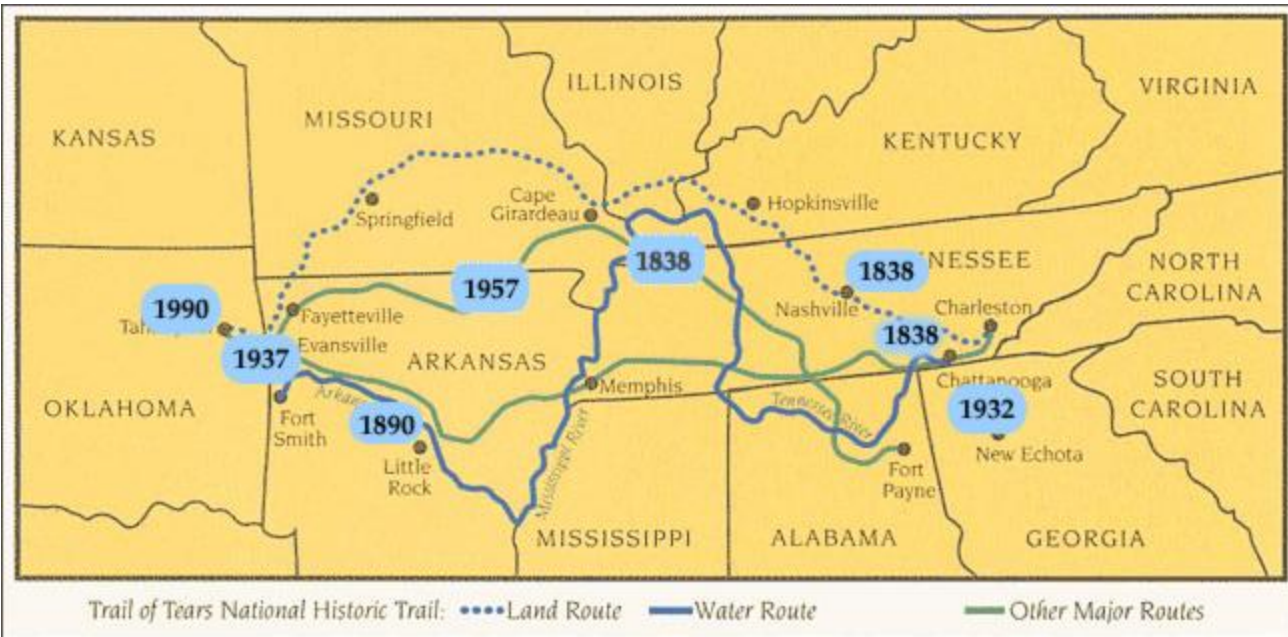 ILLINOIS
VIRGINIA
MISSOURI
KANSAS
KENTUCKY
Cape
Girardeau
Hopkinsville
Springfield
1838
1838
NESSEE
NORTH
CAROLINA
1957
1990
Nashville
Charleston
Fayetteville
1838
1937
Evansville
ARKANSAS
Memphis
Chattanooga
SOUTH
CAROLINA
OKLAHOMA
Fort
Smith
1890
Tennessee River
1932
Little
Rock
Mississippi River
New Echota
Fort
Payne
MISSISSIPPI
ALABAMA
GEORGIA
Trail of Tears National Historic Trail: Land Route Water Route Other Major Routes